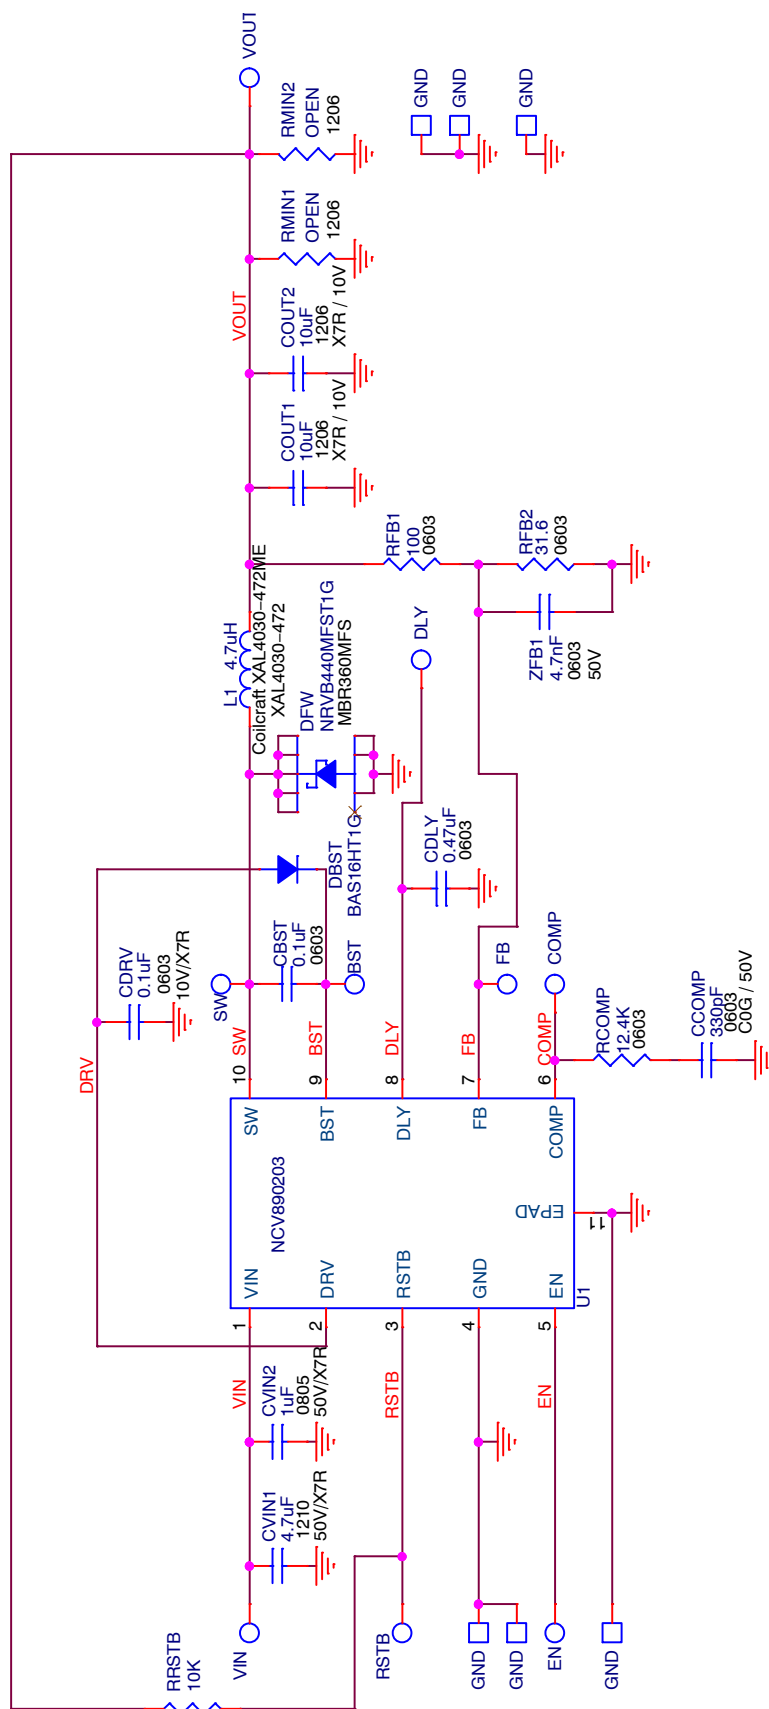 RRSTB
10K
VIN
CVIN1
4.7uF
1210
50V/X7R
CVIN2
1uF
0805
50V/X7R
VIN
RSTB
RSTB
GND
GND
EN
EN
GND
DRV
CDRV
0.1uF
0603
10V/X7R
1
VIN
2
DRV
3
RSTB
4
GND
5
EN
U1
NCV890203
EPAD
11
SW
10
BST
9
DLY
8
FB
7
COMP
6
SW
SW
BST
BST
CBST
0.1uF
0603
DBST
BAS16HT1G
DLY
DLY
CDLY
0.47uF
0603
FB
FB
COMP
COMP
RCOMP
12.4K
0603
CCOMP
330pF
0603
C0G / 50V
DFW
NRVB440MFST1G
MBR360MFS
L1 4.7uH
Coilcraft XAL4030-472ME
XAL4030-472
RFB1
100
0603
RFB2
31.6
0603
ZFB1
4.7nF
0603
50V
COUT1
10uF
1206
X7R / 10V
COUT2
10uF
1206
X7R / 10V
VOUT
RMIN1
OPEN
1206
RMIN2
OPEN
1206
VOUT
GND
GND
GND